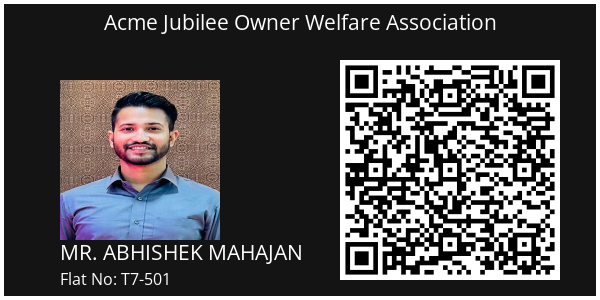 Acme Jubilee Owner Welfare Association
MR. ABHISHEK MAHAJAN
Flat No: T7-501